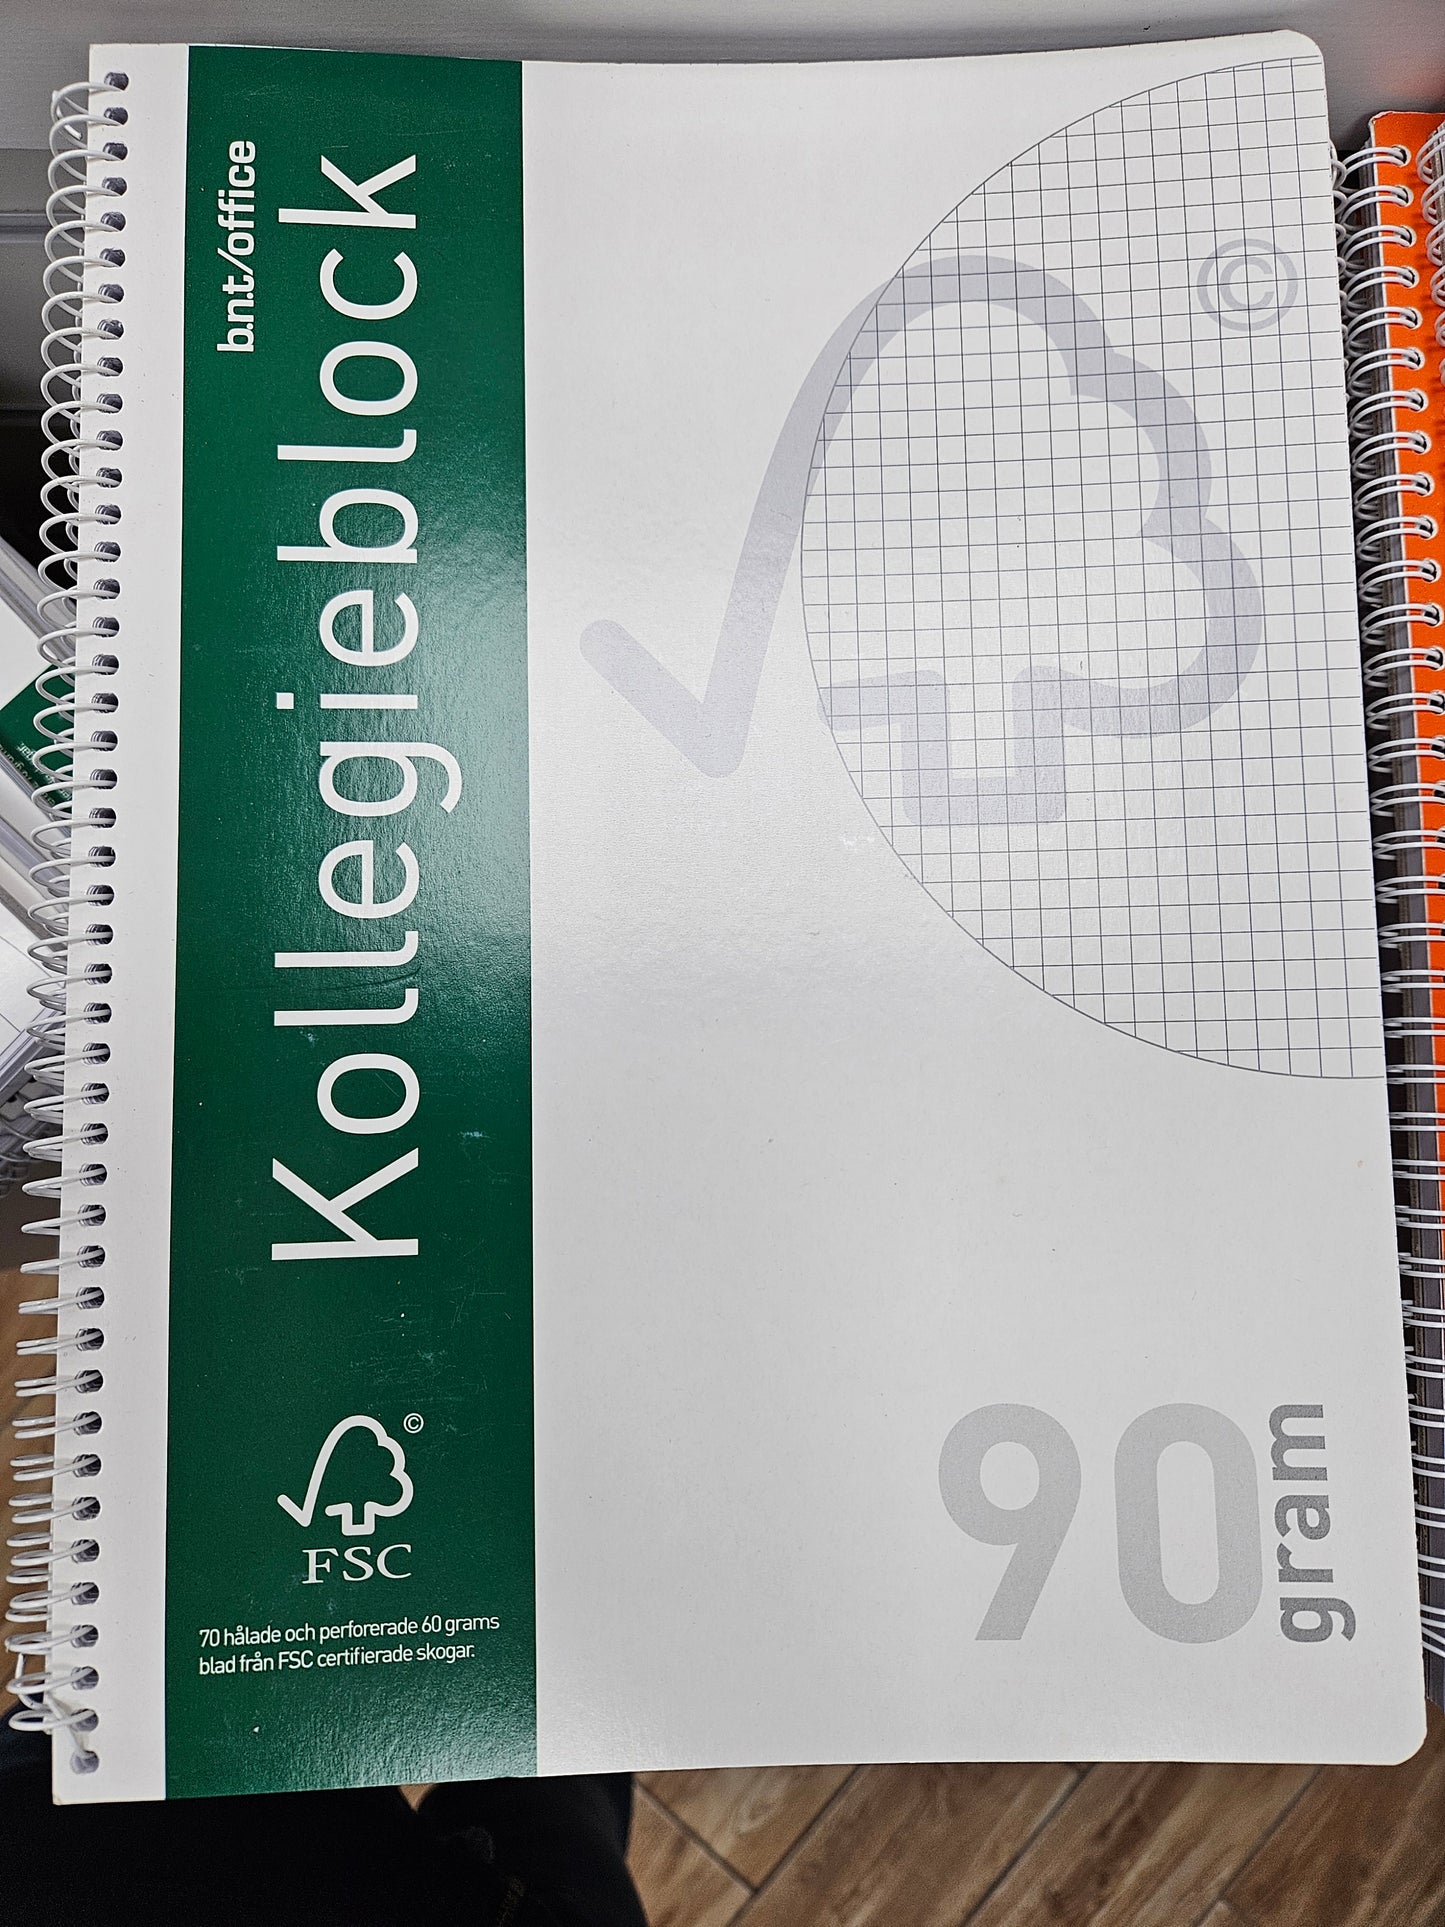 b.n.t/office
Kollegieblock
©
©
FSC
70 hålade och perforerade 60 grams
blad från FSC certifierade skogar.
90
gram